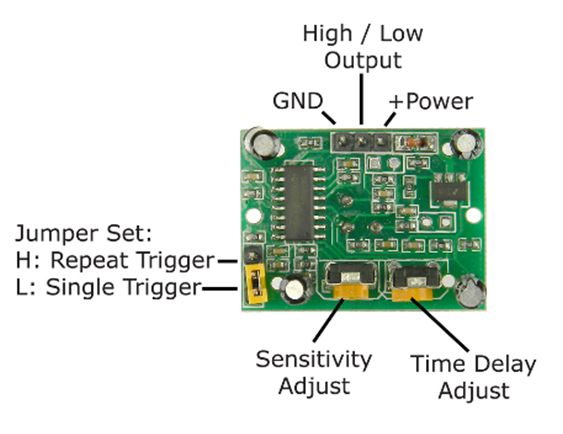 High / Low
Output
GND
+Power
Jumper Set:
H: Repeat Trigger
L: Single Trigger
Sensitivity
Adjust
Time Delay
Adjust